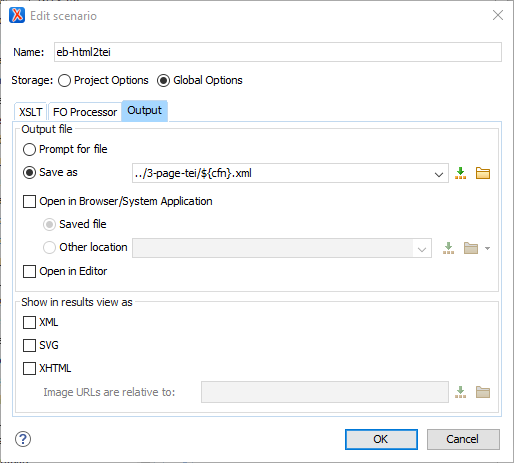 Edit scenario
Name: eb-html2tei
Storage: Project Options Global Options
XSLT FO Processor Output
Output file
Prompt for file
Save as ../3-page-tei/${cfn}.xml
Open in Browser/System Application
Saved file
Other location
Open in Editor
Show in results view as
XML
SVG
XHTML
Image URLs are relative to:
? OK Cancel